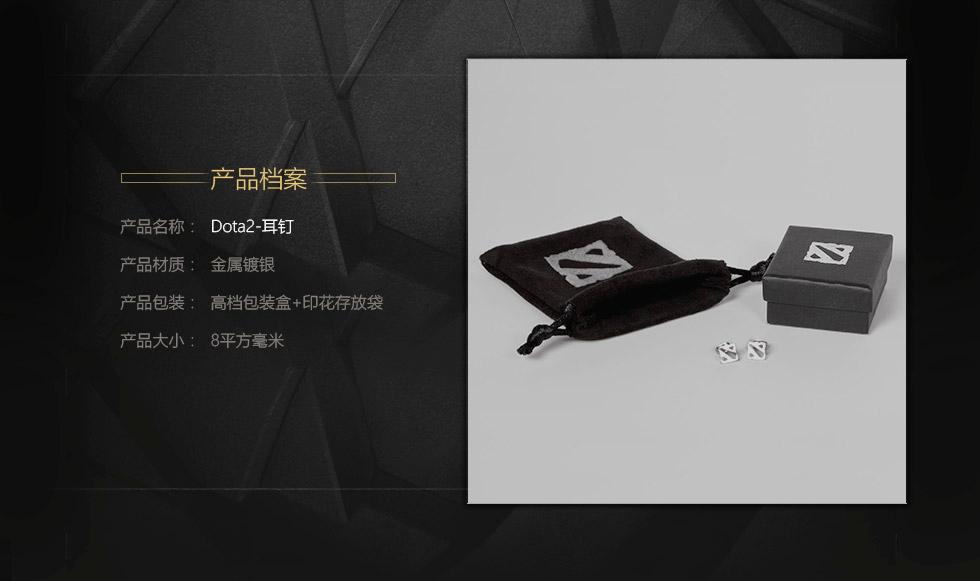 产品档案
产品名称： Dota2-耳钉
产品材质： 金属镀银
产品包装： 高档包装盒+印花存放袋
产品大小： 8平方毫米